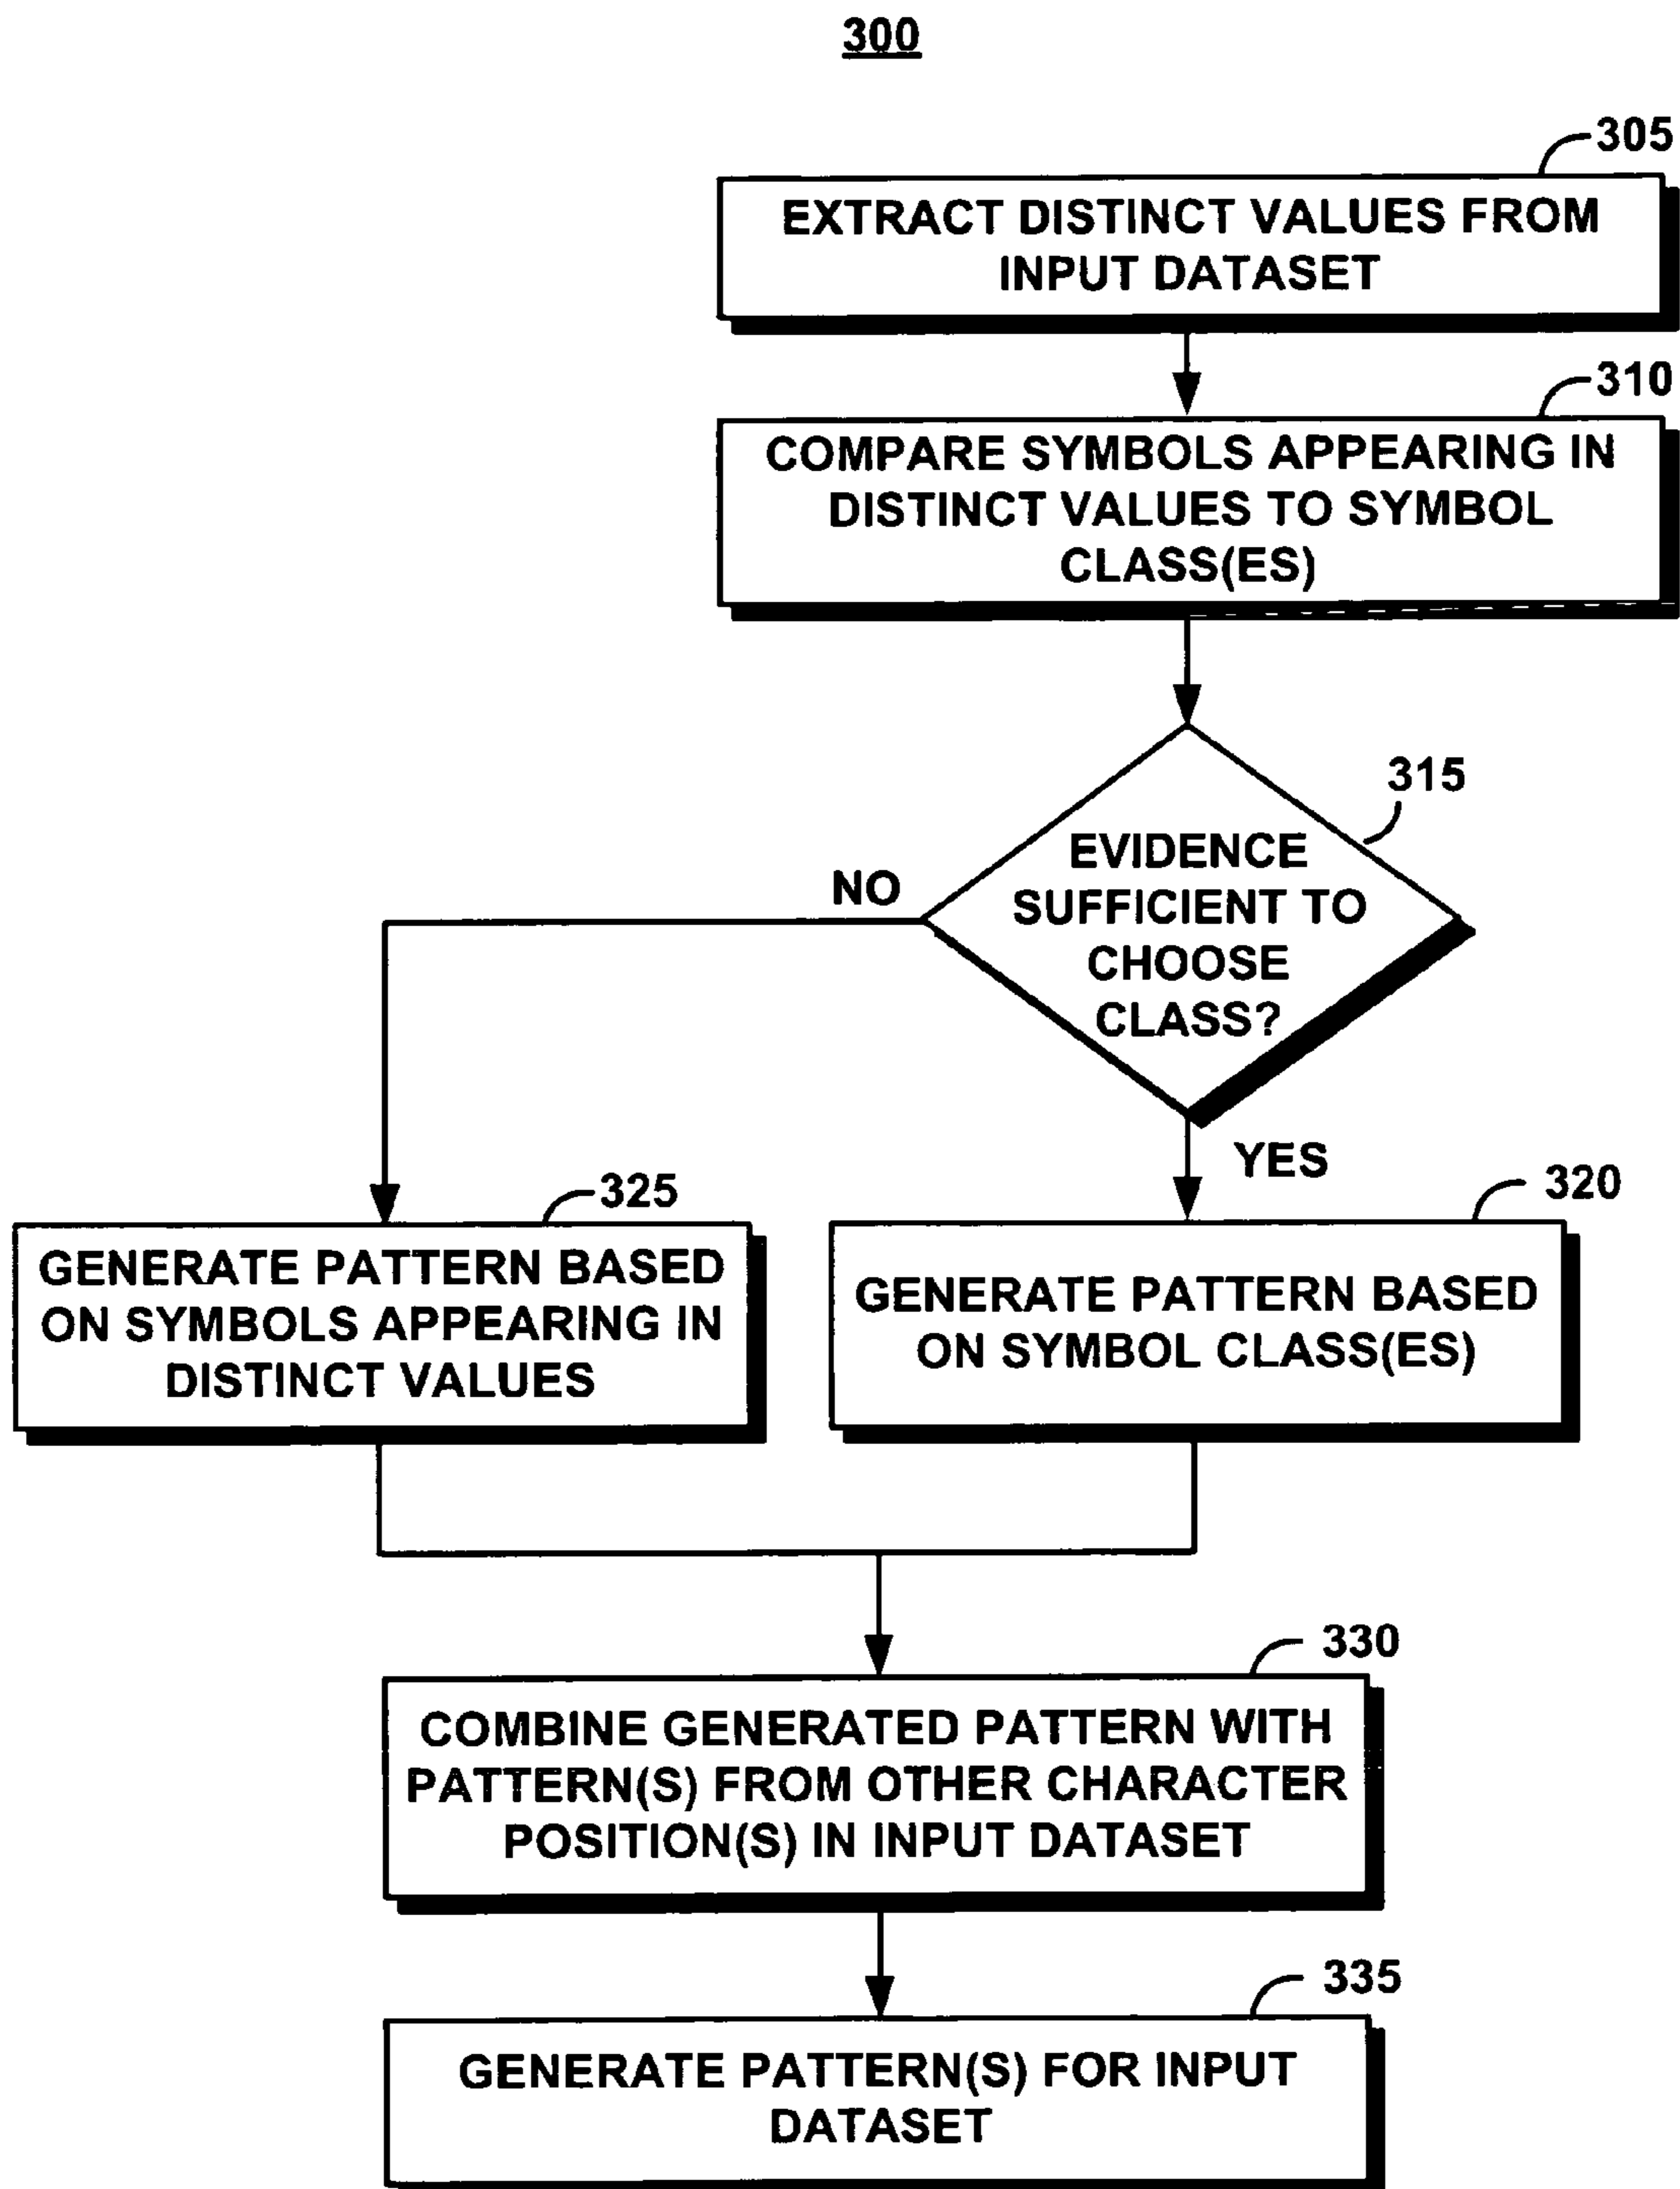 300
305
EXTRACT DISTINCT VALUES FROM
INPUT DATASET
310
COMPARE SYMBOLS APPEARING IN
DISTINCT VALUES TO SYMBOL
CLASS(ES)
315
EVIDENCE
SUFFICIENT TO
CHOOSE
CLASS?
NO
YES
325
GENERATE PATTERN BASED
ON SYMBOLS APPEARING IN
DISTINCT VALUES
320
GENERATE PATTERN BASED
ON SYMBOL CLASS(ES)
330
COMBINE GENERATED PATTERN WITH
PATTERN(S) FROM OTHER CHARACTER
POSITION(S) IN INPUT DATASET
335
GENERATE PATTERN(S) FOR INPUT
DATASET